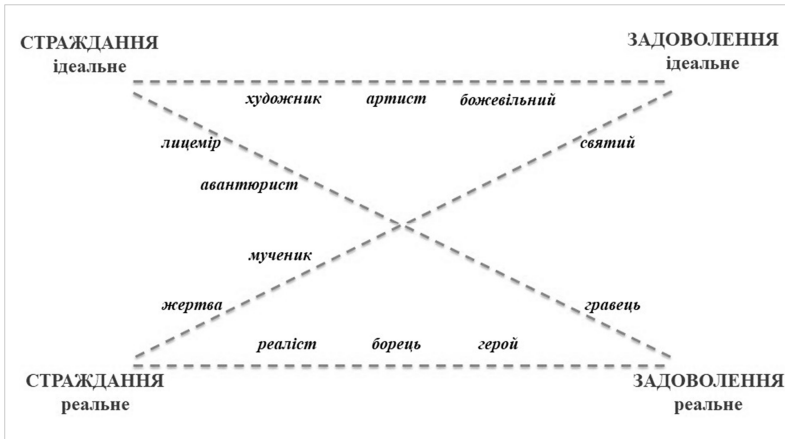 СТРАЖДАННЯ
ідеальне
ЗАДОВОЛЕННЯ
ідеальне
художник артист божевільний
лицемір святий
авантюрист
мученик
жертва гравець
реаліст борець герой
СТРАЖДАННЯ
реальне
ЗАДОВОЛЕННЯ
реальне